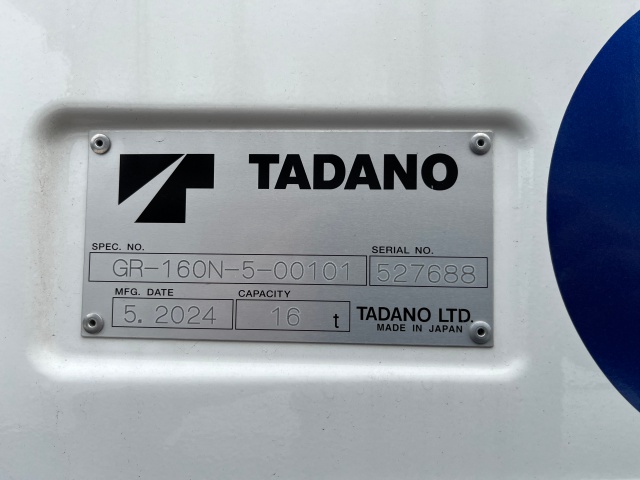 TADANO
SPEC. NO.
GR-160N-5-00101
SERIAL NO.
527688
MFG. DATE
5. 2024
CAPACITY
16 t
TADANO LTD.
MADE IN JAPAN